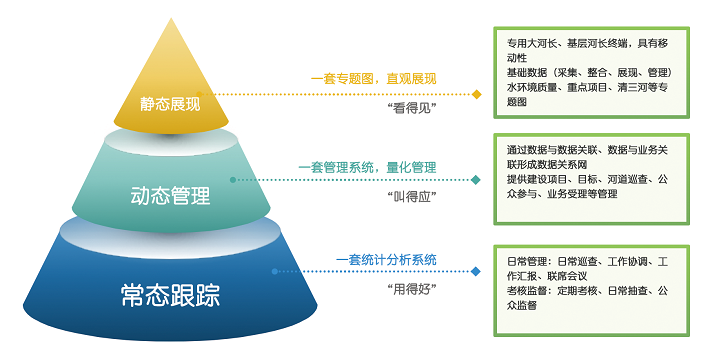 静态展现
一套专题图，直观展现
“看得见”
专用大河长、基层河长终端，具有移
动性
基础数据（采集、整合、展现、管理）
水环境质量、重点项目、清三河等专
题图
动态管理
一套管理系统，量化管理
“叫得应”
通过数据与数据关联、数据与业务关
联形成数据关系网
提供建设项目、目标、河道巡查、公
众参与、业务受理等管理
常态跟踪
一套统计分析系统
“用得好”
日常管理：日常巡查、工作协调、工
作汇报、联席会议
考核监督：定期考核、日常抽查、公
众监督